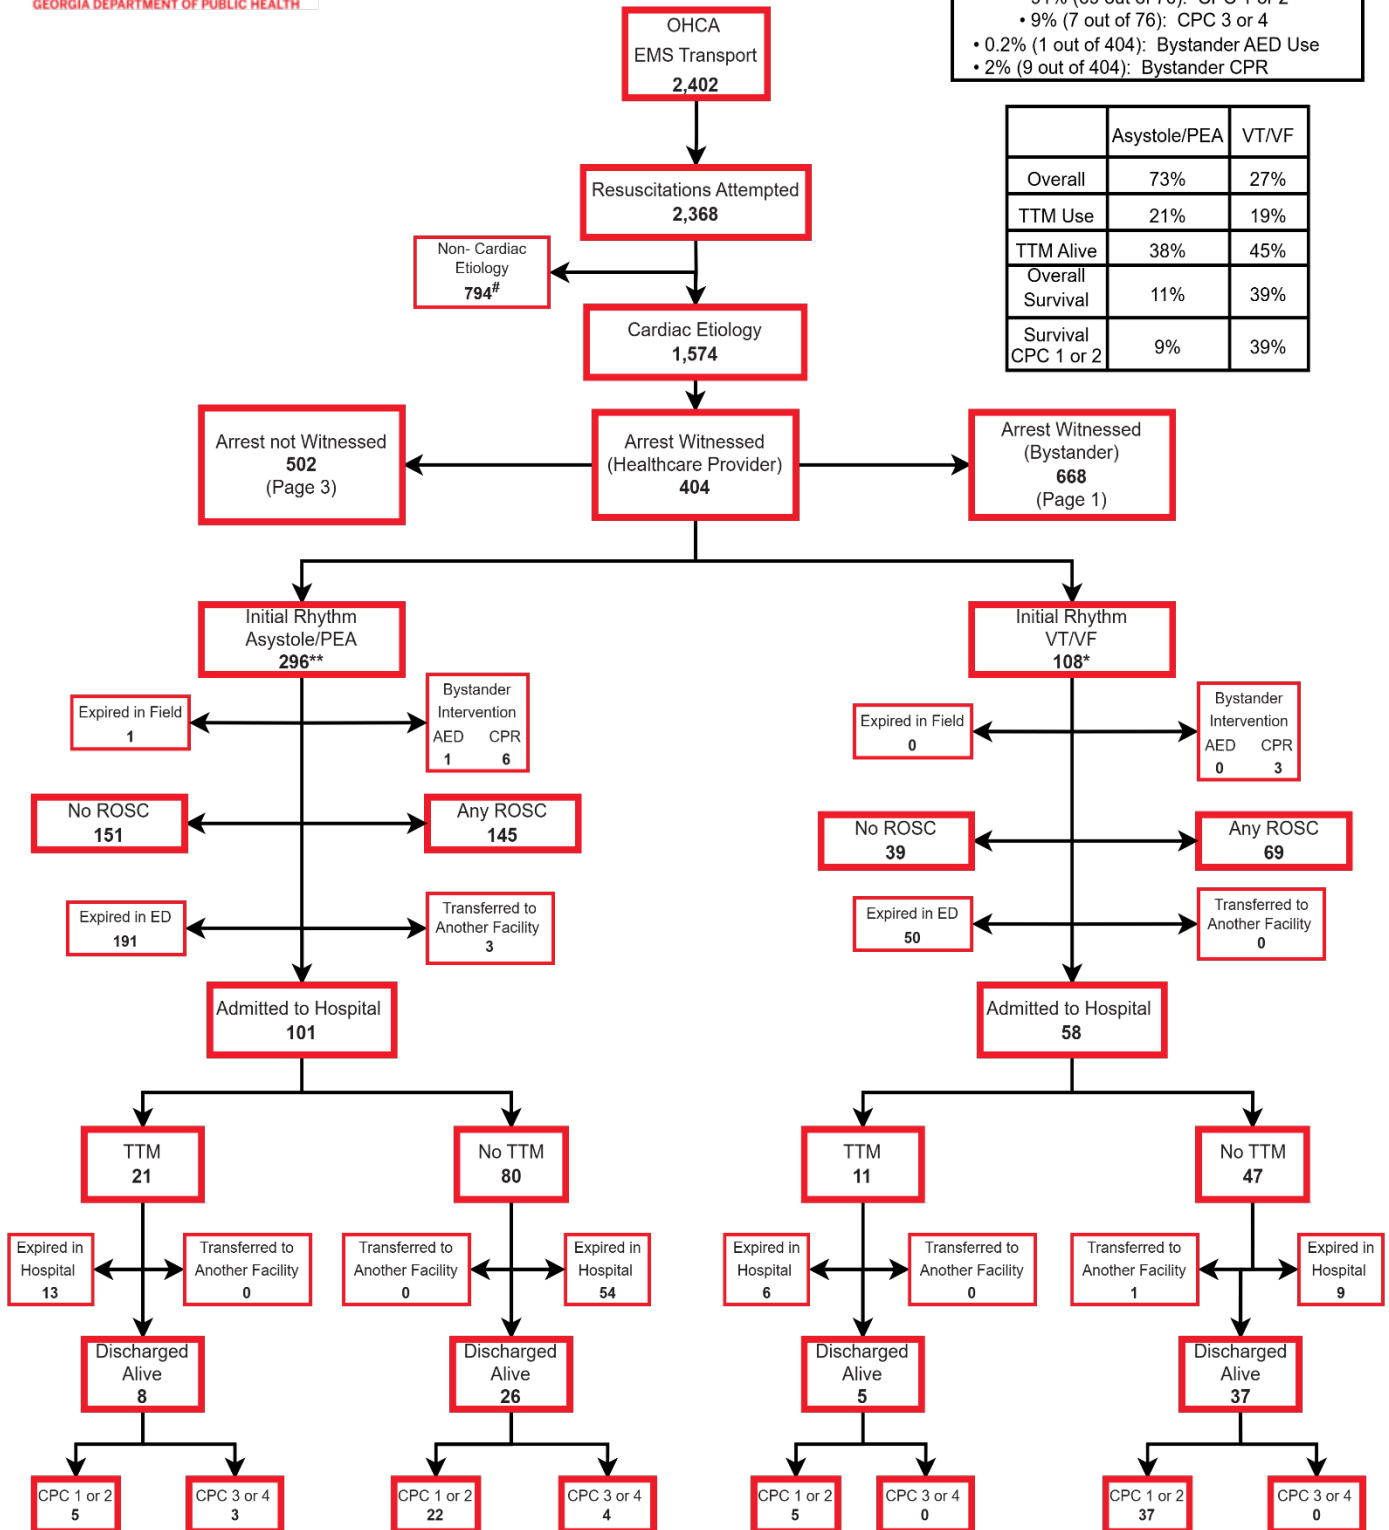 GEORGIA DEPARTMENT OF PUBLIC HEALTH
• 9% (7 out of 76): CPC 3 or 4
• 0.2% (1 out of 404): Bystander AED Use
• 2% (9 out of 404): Bystander CPR
OHCA
EMS Transport
2,402
Asystole/PEA VT/VF
Overall 73% 27%
TTM Use 21% 19%
TTM Alive 38% 45%
Overall
Survival 11% 39%
Survival
CPC 1 or 2 9% 39%
Resuscitations Attempted
2,368
Non- Cardiac
Etiology
794#
Cardiac Etiology
1,574
Arrest not Witnessed
502
(Page 3)
Arrest Witnessed
(Healthcare Provider)
404
Arrest Witnessed
(Bystander)
668
(Page 1)
Initial Rhythm
Asystole/PEA
296**
Expired in Field
1
Bystander
Intervention
AED CPR
1 6
No ROSC
151
Any ROSC
145
Expired in ED
191
Transferred to
Another Facility
3
Admitted to Hospital
101
Initial Rhythm
VT/VF
108*
Expired in Field
0
Bystander
Intervention
AED CPR
0 3
No ROSC
39
Any ROSC
69
Expired in ED
50
Transferred to
Another Facility
0
Admitted to Hospital
58
TTM
21
No TTM
80
TTM
11
No TTM
47
Expired in
Hospital
13
Transferred to
Another Facility
0
Transferred to
Another Facility
0
Expired in
Hospital
54
Expired in
Hospital
6
Transferred to
Another Facility
0
Transferred to
Another Facility
1
Expired in
Hospital
9
Discharged
Alive
8
Discharged
Alive
26
Discharged
Alive
5
Discharged
Alive
37
CPC 1 or 2
5
CPC 3 or 4
3
CPC 1 or 2
22
CPC 3 or 4
4
CPC 1 or 2
5
CPC 3 or 4
0
CPC 1 or 2
37
CPC 3 or 4
0